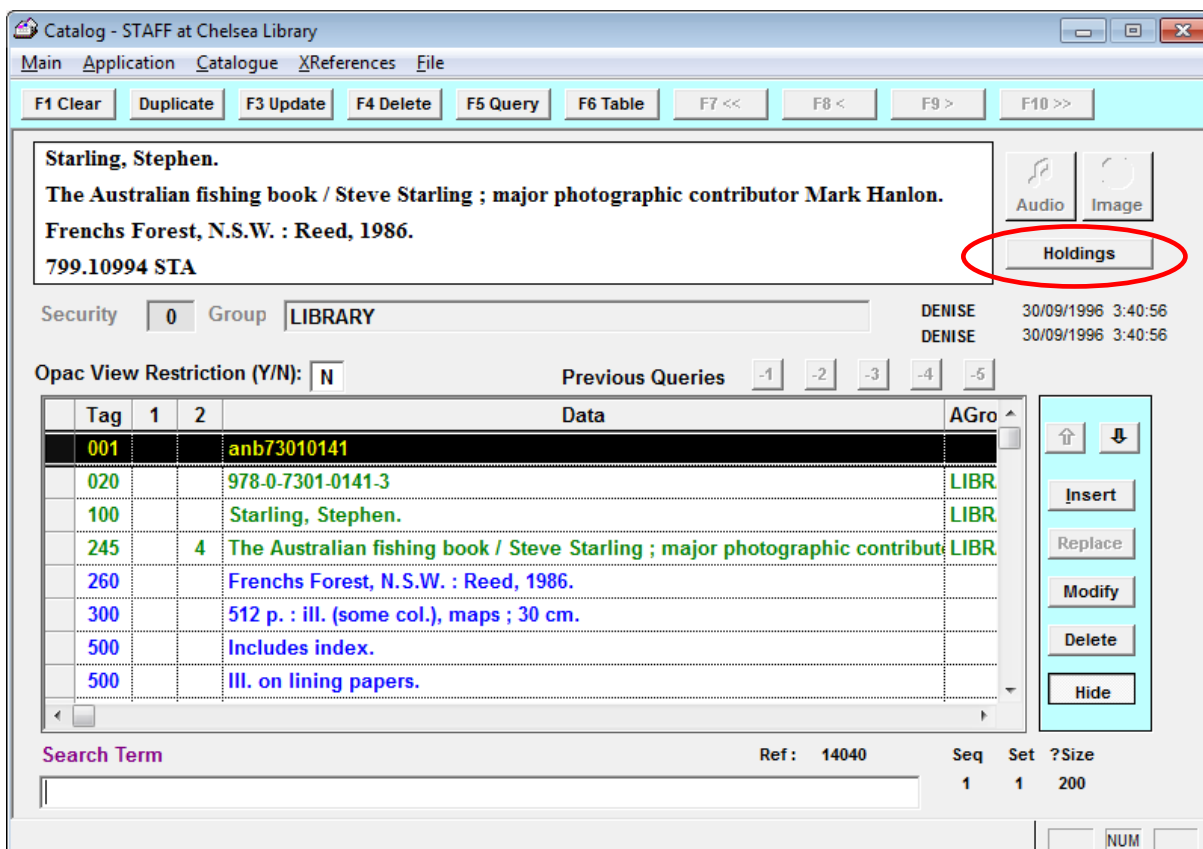 Catalog - STAFF at Chelsea Library
Main Application Catalogue XReferences File
F1 Clear Duplicate F3 Update F4 Delete F5 Query F6 Table F7 << F8 < F9 > F10 >>
Starling, Stephen.
The Australian fishing book / Steve Starling ; major photographic contributor Mark Hanlon.
Frenchs Forest, N.S.W. : Reed, 1986.
799.10994 STA
Audio Image
Holdings
Security 0 Group LIBRARY DENISE 30/09/1996 3:40:56
DENISE 30/09/1996 3:40:56
Opac View Restriction (Y/N): N Previous Queries -1 -2 -3 -4 -5
Tag 1 2 Data AGro
001 anb73010141
020 978-0-7301-0141-3 LIBR
100 Starling, Stephen. LIBR
245 4 The Australian fishing book / Steve Starling ; major photographic contribut LIBR
260 Frenchs Forest, N.S.W. : Reed, 1986.
300 512 p. : ill. (some col.), maps ; 30 cm.
500 Includes index.
500 Ill. on lining papers.
Insert
Replace
Modify
Delete
Hide
Search Term Ref : 14040 Seq Set ?Size
1 1 200
NUM